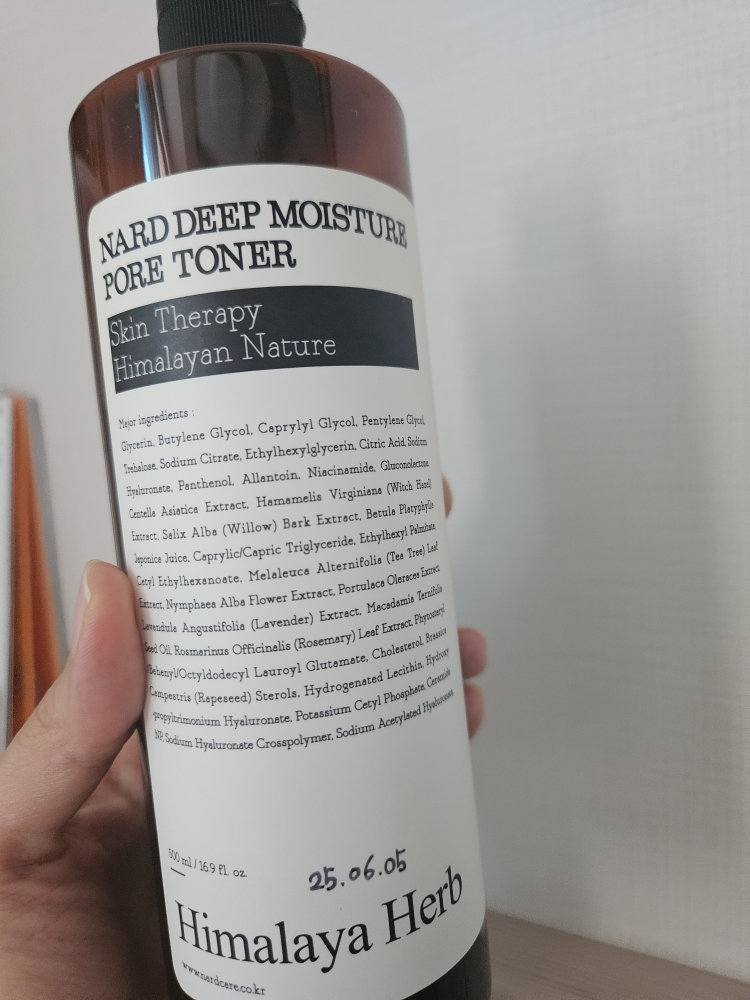 NARD DEEP MOISTURE
PORE TONER
Skin Therapy
Himalayan Nature
Major ingredients :
Glycerin, Butylene Glycol, Caprylyl Glycol, Pentylene Glycol,
Trehalose, Sodium Citrate, Ethylhexylglycerin, Citric Acid, Sodium
Hyaluronate, Panthenol, Allantoin, Niacinamide, Gluconolactone,
Centella Asiatica Extract, Hamamelis Virginiana (Witch Hazel)
Extract, Salix Alba (Willow) Bark Extract, Betula Platyphylla
Japonica Juice, Caprylic/Capric Triglyceride, Ethylhexyl Palmitate,
Cetyl Ethylhexanoate, Melaleuca Alternifolia (Tea Tree) Leaf
Extract, Nymphaea Alba Flower Extract, Portulaca Oleracea Extract,
Lavendula Angustifolia (Lavender) Extract, Macadamia Ternifolia
Seed Oil, Rosmarinus Officinalis (Rosemary) Leaf Extract, Phytosteryl
/Behenyl/Octyldodecyl Lauroyl Glutamate, Cholesterol, Brassica
Campestris (Rapeseed) Sterols, Hydrogenated Lecithin, Hydroxy
-propyltrimonium Hyaluronate, Potassium Cetyl Phosphate, Ceramide
NP, Sodium Hyaluronate Crosspolymer, Sodium Acetylated Hyaluronate
500 ml / 16.9 fl. oz.
25.06.05
Himalaya Herb
www.nardcare.co.kr